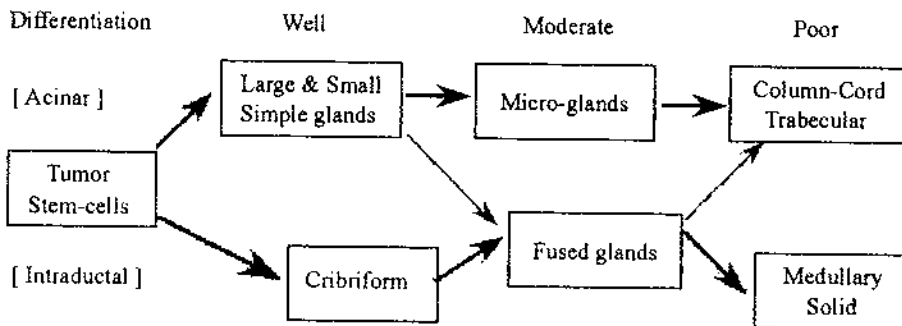 Differentiation Well Moderate Poor
[ Acinar ]
Large & Small
Simple glands
Micro-glands
Column-Cord
Trabecular
Tumor
Stem-cells
[ Intraductal ]
Cribriform
Fused glands
Medullary
Solid